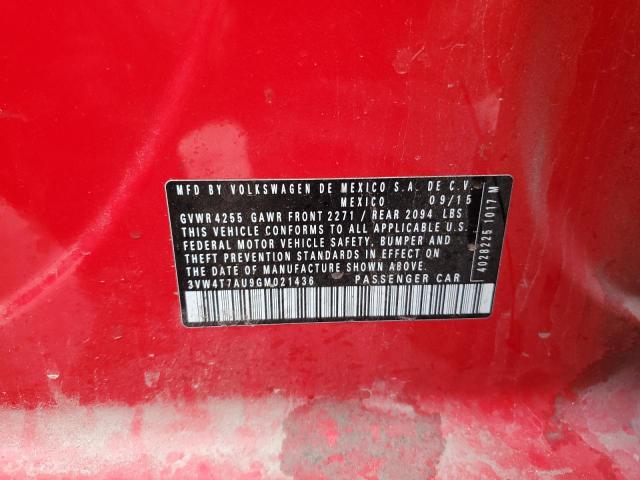 MFD BY VOLKSWAGEN DE MEXICO S.A. DE C.V.
MEXICO 09/15
GVWR 4255 GAWR FRONT 2271 / REAR 2094 LBS
THIS VEHICLE CONFORMS TO ALL APPLICABLE U.S.
FEDERAL MOTOR VEHICLE SAFETY, BUMPER AND
THEFT PREVENTION STANDARDS IN EFFECT ON
THE DATE OF MANUFACTURE SHOWN ABOVE.
3VW4T7AU9GM021436 PASSENGER CAR
4028225 1017 M